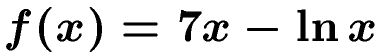 f(x) = 7x − ln x